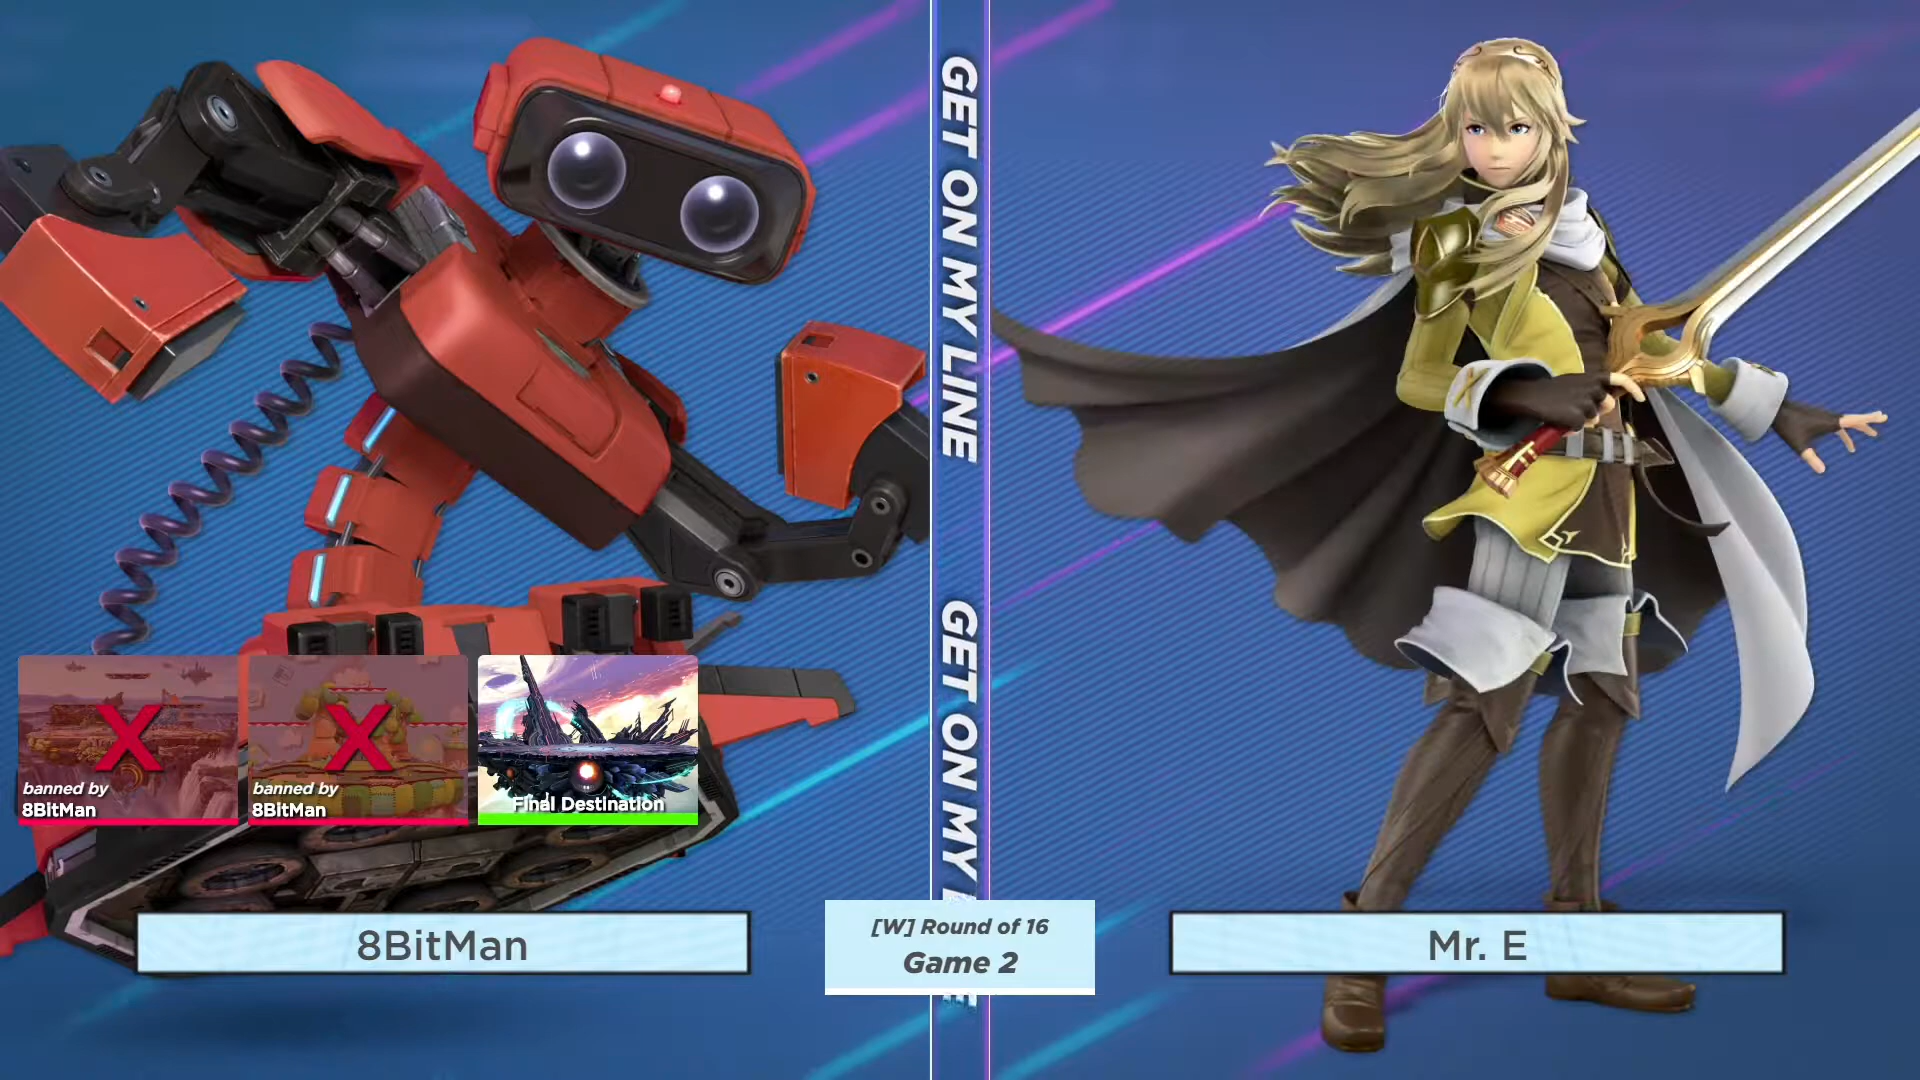 GET ON MY LINE
GET ON MY
banned by
8BitMan
banned by
8BitMan
Final Destination
8BitMan
[W] Round of 16
Game 2
Mr. E